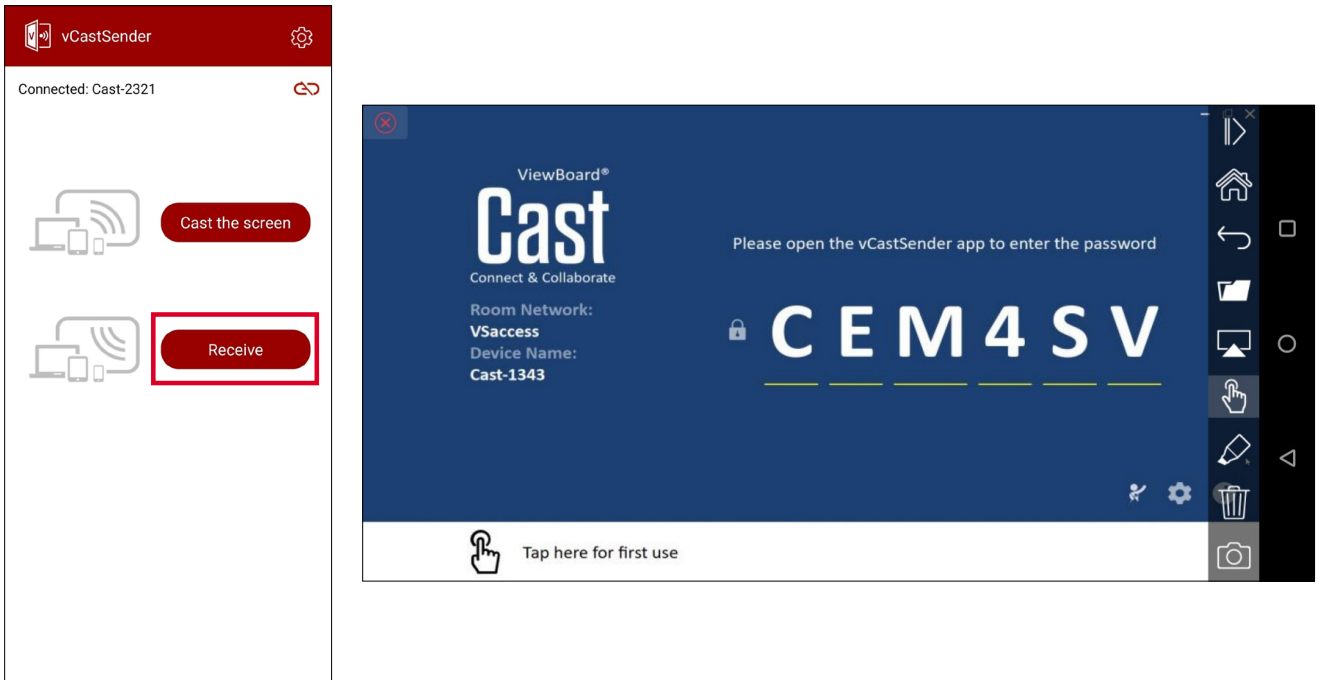 vCastSender
Connected: Cast-2321
Cast the screen
Receive
ViewBoard®
Cast
Connect & Collaborate
Room Network:
VSaccess
Device Name:
Cast-1343
Please open the vCastSender app to enter the password
CEM4SV
Tap here for first use